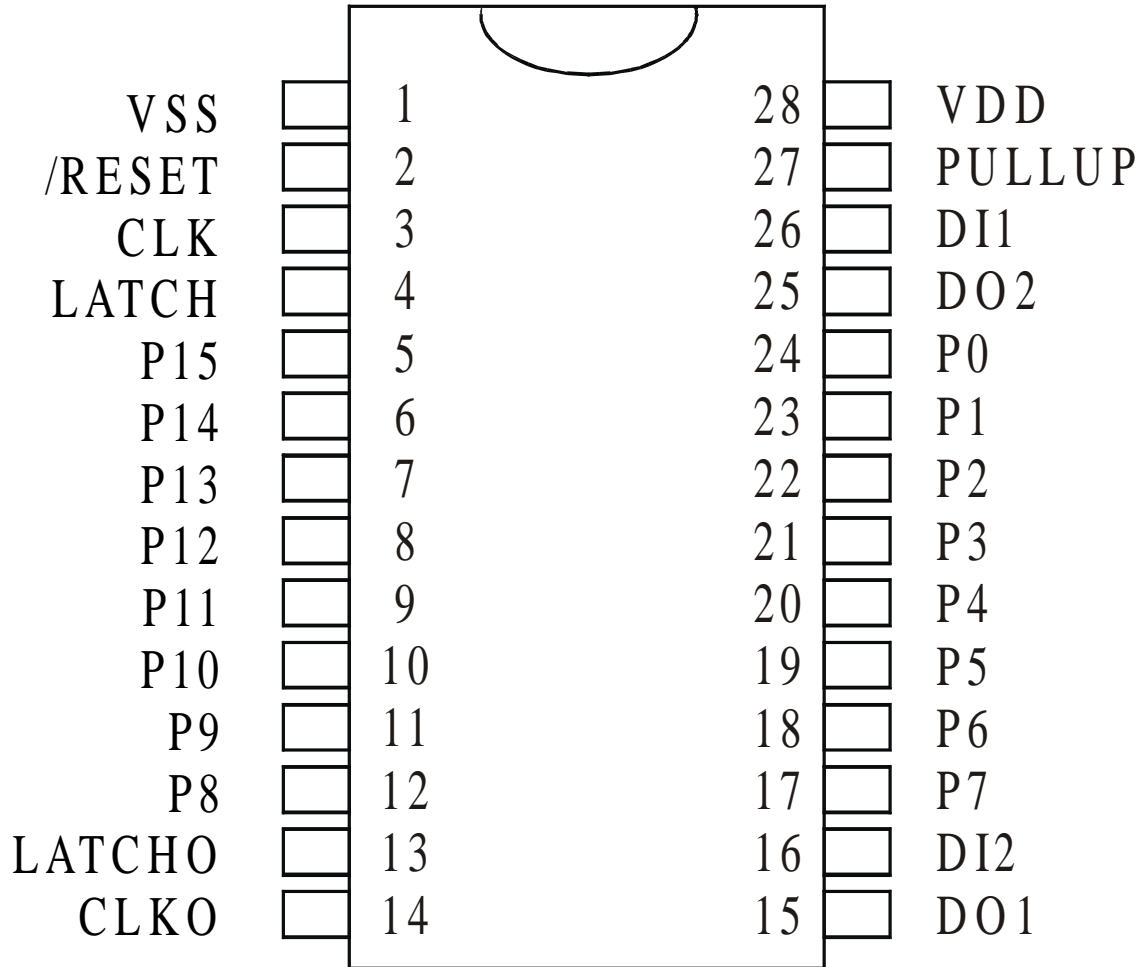 VSS 1 28 VDD
/RESET 2 27 PULLUP
CLK 3 26 DI1
LATCH 4 25 DO2
P15 5 24 P0
P14 6 23 P1
P13 7 22 P2
P12 8 21 P3
P11 9 20 P4
P10 10 19 P5
P9 11 18 P6
P8 12 17 P7
LATCHO 13 16 DI2
CLKO 14 15 DO1